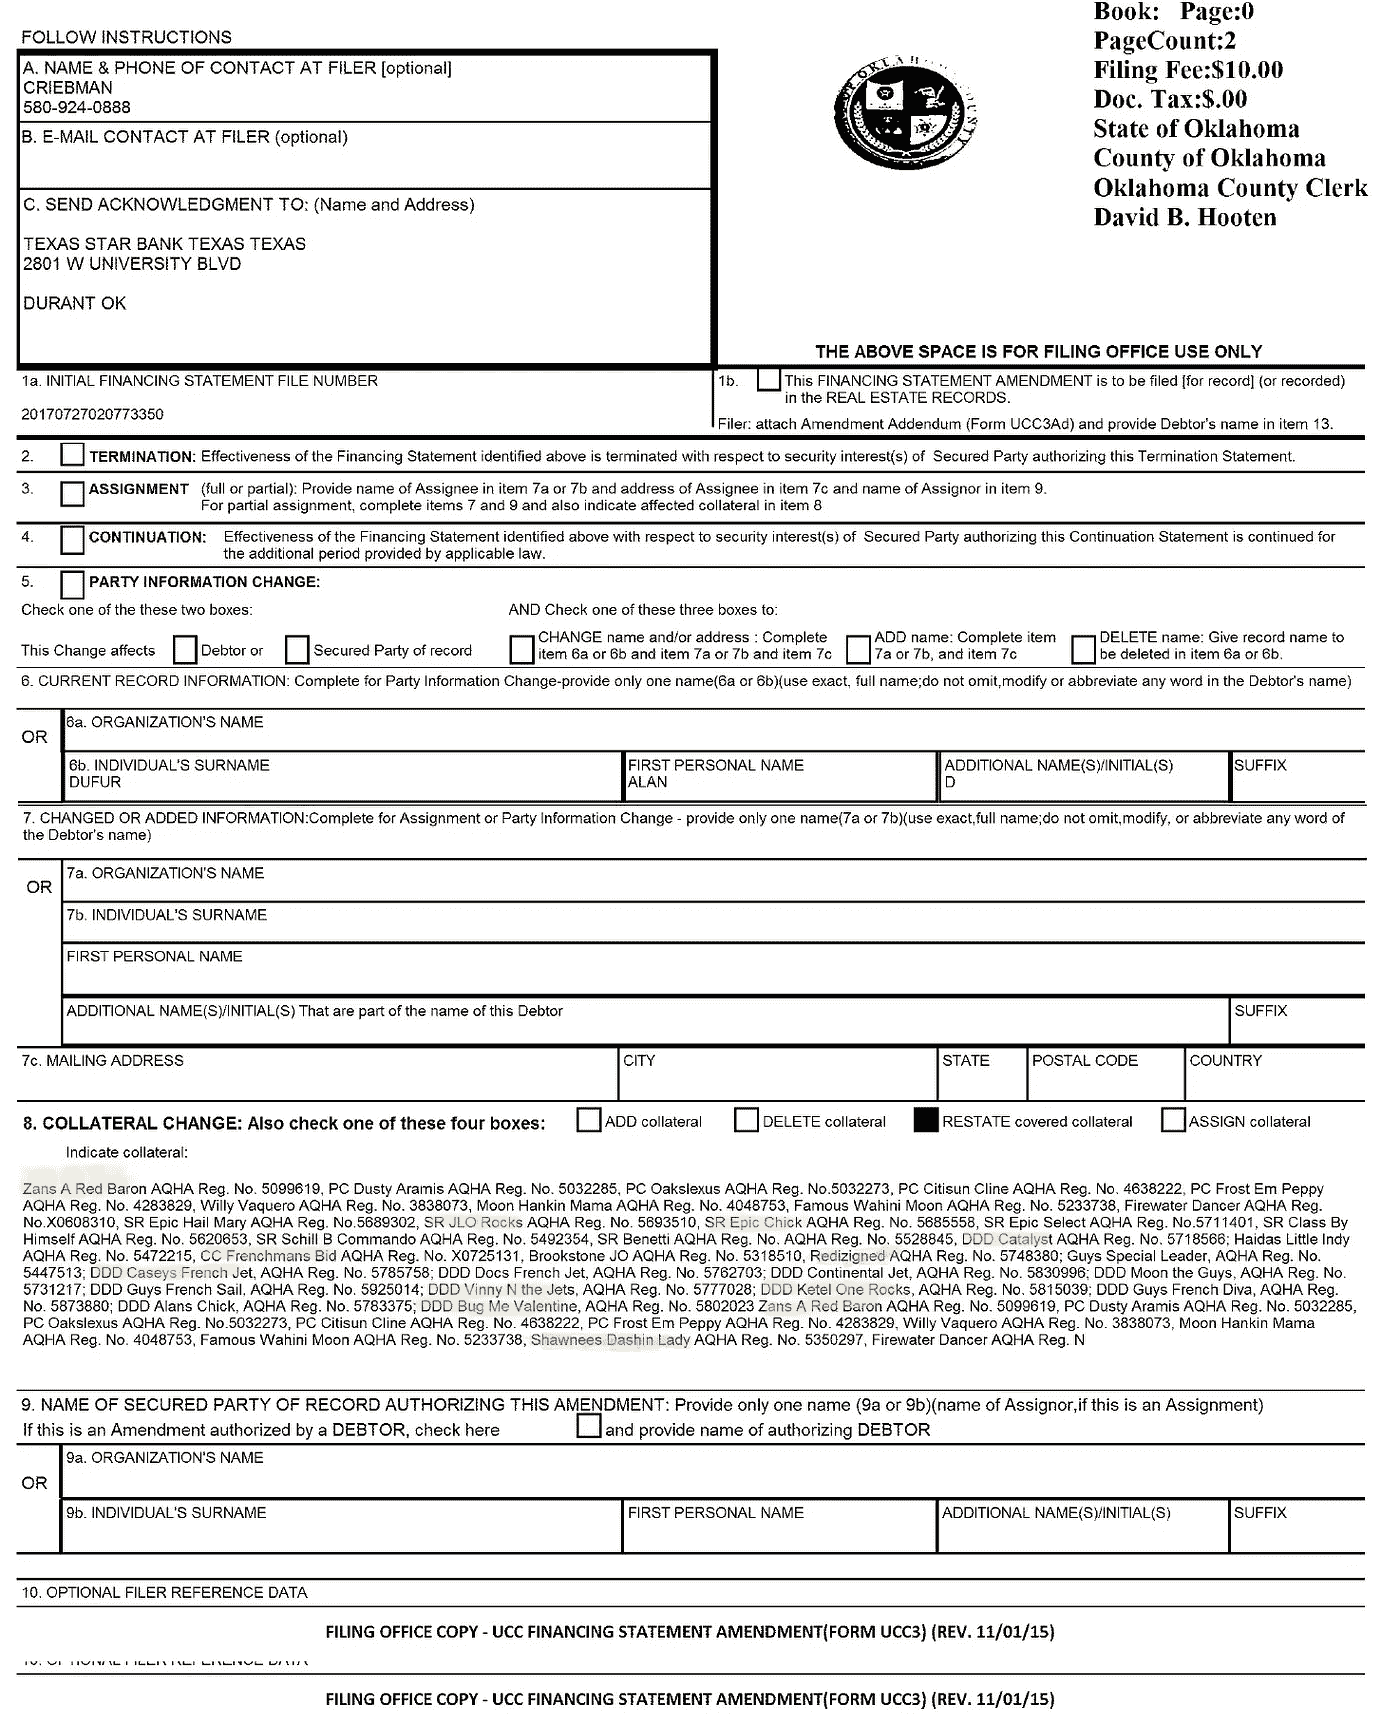 Book: Page:0
PageCount:2
Filing Fee:$10.00
Doc. Tax:$.00
State of Oklahoma
County of Oklahoma
Oklahoma County Clerk
David B. Hooten
FOLLOW INSTRUCTIONS
A. NAME & PHONE OF CONTACT AT FILER [optional]
CRIEBMAN
580-924-0888
B. E-MAIL CONTACT AT FILER (optional)
C. SEND ACKNOWLEDGMENT TO: (Name and Address)
TEXAS STAR BANK TEXAS TEXAS
2801 W UNIVERSITY BLVD
DURANT OK
THE ABOVE SPACE IS FOR FILING OFFICE USE ONLY
1a. INITIAL FINANCING STATEMENT FILE NUMBER
20170727020773350
1b. This FINANCING STATEMENT AMENDMENT is to be filed [for record] (or recorded)
in the REAL ESTATE RECORDS.
Filer: attach Amendment Addendum (Form UCC3Ad) and provide Debtor's name in item 13.
2. TERMINATION: Effectiveness of the Financing Statement identified above is terminated with respect to security interest(s) of Secured Party authorizing this Termination Statement.
3. ASSIGNMENT (full or partial): Provide name of Assignee in item 7a or 7b and address of Assignee in item 7c and name of Assignor in item 9.
For partial assignment, complete items 7 and 9 and also indicate affected collateral in item 8
4. CONTINUATION: Effectiveness of the Financing Statement identified above with respect to security interest(s) of Secured Party authorizing this Continuation Statement is continued for
the additional period provided by applicable law.
5. PARTY INFORMATION CHANGE:
Check one of the these two boxes: AND Check one of these three boxes to:
This Change affects Debtor or Secured Party of record
CHANGE name and/or address : Complete
item 6a or 6b and item 7a or 7b and item 7c
ADD name: Complete item
7a or 7b, and item 7c
DELETE name: Give record name to
be deleted in item 6a or 6b.
6. CURRENT RECORD INFORMATION: Complete for Party Information Change-provide only one name(6a or 6b)(use exact, full name;do not omit,modify or abbreviate any word in the Debtor's name)
OR
6a. ORGANIZATION'S NAME
6b. INDIVIDUAL'S SURNAME
DUFUR
FIRST PERSONAL NAME
ALAN
ADDITIONAL NAME(S)/INITIAL(S)
D
SUFFIX
7. CHANGED OR ADDED INFORMATION:Complete for Assignment or Party Information Change - provide only one name(7a or 7b)(use exact,full name;do not omit,modify, or abbreviate any word of
the Debtor's name)
OR
7a. ORGANIZATION'S NAME
7b. INDIVIDUAL'S SURNAME
FIRST PERSONAL NAME
ADDITIONAL NAME(S)/INITIAL(S) That are part of the name of this Debtor SUFFIX
7c. MAILING ADDRESS CITY STATE POSTAL CODE COUNTRY
8. COLLATERAL CHANGE: Also check one of these four boxes: ADD collateral DELETE collateral RESTATE covered collateral ASSIGN collateral
Indicate collateral:
Zans A Red Baron AQHA Reg. No. 5099619, PC Dusty Aramis AQHA Reg. No. 5032285, PC Oakslexus AQHA Reg. No.5032273, PC Citisun Cline AQHA Reg. No. 4638222, PC Frost Em Peppy
AQHA Reg. No. 4283829, Willy Vaquero AQHA Reg. No. 3838073, Moon Hankin Mama AQHA Reg. No. 4048753, Famous Wahini Moon AQHA Reg. No. 5233738, Firewater Dancer AQHA Reg.
No.X0608310, SR Epic Hail Mary AQHA Reg. No.5689302, SR JLO Rocks AQHA Reg. No. 5693510, SR Epic Chick AQHA Reg. No. 5685558, SR Epic Select AQHA Reg. No.5711401, SR Class By
Himself AQHA Reg. No. 5620653, SR Schill B Commando AQHA Reg. No. 5492354, SR Benetti AQHA Reg. No. AQHA Reg. No. 5528845, DDD Catalyst AQHA Reg. No. 5718566; Haidas Little Indy
AQHA Reg. No. 5472215, CC Frenchmans Bid AQHA Reg. No. X0725131, Brookstone JO AQHA Reg. No. 5318510, Redizigned AQHA Reg. No. 5748380; Guys Special Leader, AQHA Reg. No.
5447513; DDD Caseys French Jet, AQHA Reg. No. 5785758; DDD Docs French Jet, AQHA Reg. No. 5762703; DDD Continental Jet, AQHA Reg. No. 5830996; DDD Moon the Guys, AQHA Reg. No.
5731217; DDD Guys French Sail, AQHA Reg. No. 5925014; DDD Vinny N the Jets, AQHA Reg. No. 5777028; DDD Ketel One Rocks, AQHA Reg. No. 5815039; DDD Guys French Diva, AQHA Reg.
No. 5873880; DDD Alans Chick, AQHA Reg. No. 5783375; DDD Bug Me Valentine, AQHA Reg. No. 5802023 Zans A Red Baron AQHA Reg. No. 5099619, PC Dusty Aramis AQHA Reg. No. 5032285,
PC Oakslexus AQHA Reg. No.5032273, PC Citisun Cline AQHA Reg. No. 4638222, PC Frost Em Peppy AQHA Reg. No. 4283829, Willy Vaquero AQHA Reg. No. 3838073, Moon Hankin Mama
AQHA Reg. No. 4048753, Famous Wahini Moon AQHA Reg. No. 5233738, Shawnees Dashin Lady AQHA Reg. No. 5350297, Firewater Dancer AQHA Reg. N
9. NAME OF SECURED PARTY OF RECORD AUTHORIZING THIS AMENDMENT: Provide only one name (9a or 9b)(name of Assignor,if this is an Assignment)
If this is an Amendment authorized by a DEBTOR, check here and provide name of authorizing DEBTOR
OR
9a. ORGANIZATION'S NAME
9b. INDIVIDUAL'S SURNAME FIRST PERSONAL NAME ADDITIONAL NAME(S)/INITIAL(S) SUFFIX
10. OPTIONAL FILER REFERENCE DATA
FILING OFFICE COPY - UCC FINANCING STATEMENT AMENDMENT(FORM UCC3) (REV. 11/01/15)
10. OPTIONAL FILER REFERENCE DATA
FILING OFFICE COPY - UCC FINANCING STATEMENT AMENDMENT(FORM UCC3) (REV. 11/01/15)